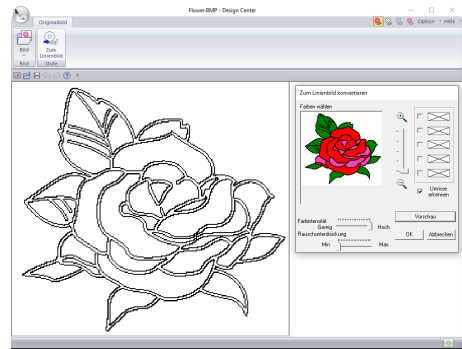 Flower.BMP - Design Center
Originalbild
Option
Hilfe
Bild
Zum
Linienbild
Bild
Stufe
Zum Linienbild konvertieren
Farben wählen
Umrisse
erkennen
Vorschau
Farbintensität
Gering
Hoch
Rauschunterdrückung
Min.
Max
OK
Abbrechen